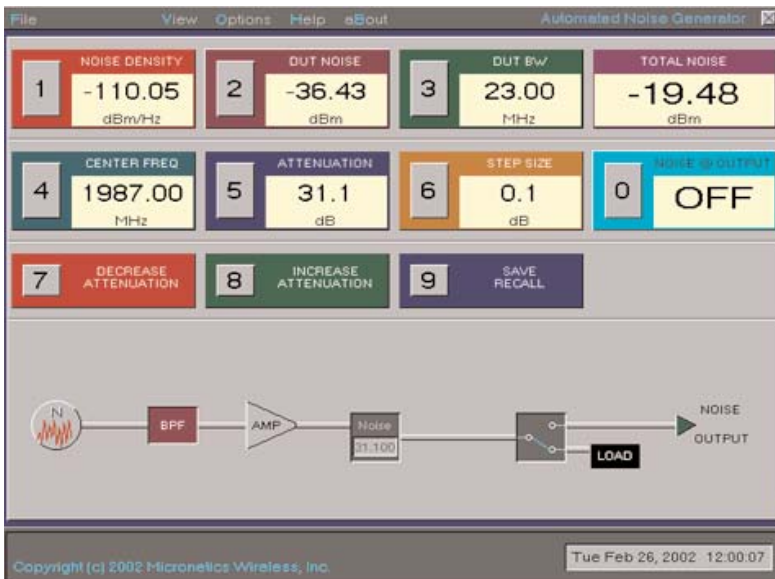 File View Options Help aBout Automated Noise Generator
1 NOISE DENSITY -110.05 dBm/Hz
2 DUT NOISE -36.43 dBm
3 DUT BW 23.00 MHz
TOTAL NOISE -19.48 dBm
4 CENTER FREQ 1987.00 MHz
5 ATTENUATION 31.1 dB
6 STEP SIZE 0.1 dB
0 NOISE @ OUTPUT OFF
7 DECREASE ATTENUATION
8 INCREASE ATTENUATION
9 SAVE RECALL
N
BPF
AMP
Noise
31.100
LOAD
NOISE
OUTPUT
Copyright (c) 2002 Micronetics Wireless, Inc.
Tue Feb 26, 2002 12:00:07